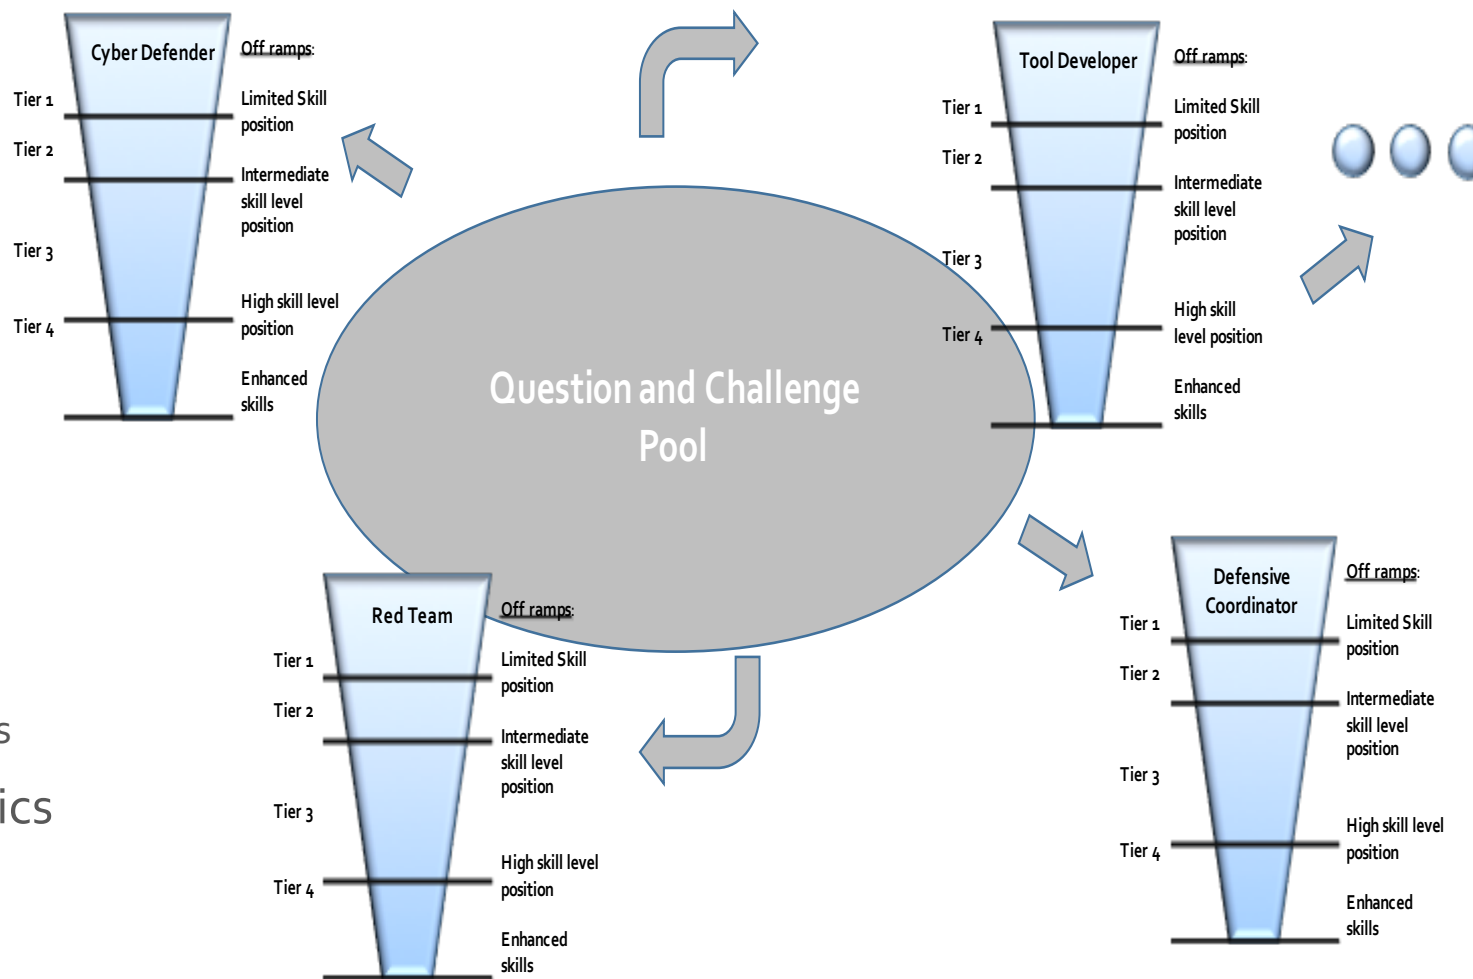 Cyber Defender
Off ramps:
Tier 1
Limited Skill
position
Tier 2
Intermediate
skill level
position
Tier 3
High skill level
position
Tier 4
Enhanced
skills
Tool Developer
Off ramps:
Tier 1
Limited Skill
position
Tier 2
Intermediate
skill level
position
Tier 3
High skill
level position
Tier 4
Enhanced
skills
Question and Challenge
Pool
Red Team
Off ramps:
Tier 1
Limited Skill
position
Tier 2
Intermediate
skill level
position
Tier 3
High skill level
position
Tier 4
Enhanced
skills
Defensive
Coordinator
Off ramps:
Tier 1
Limited Skill
position
Tier 2
Intermediate
skill level
position
Tier 3
High skill level
position
Tier 4
Enhanced
skills
s
ics